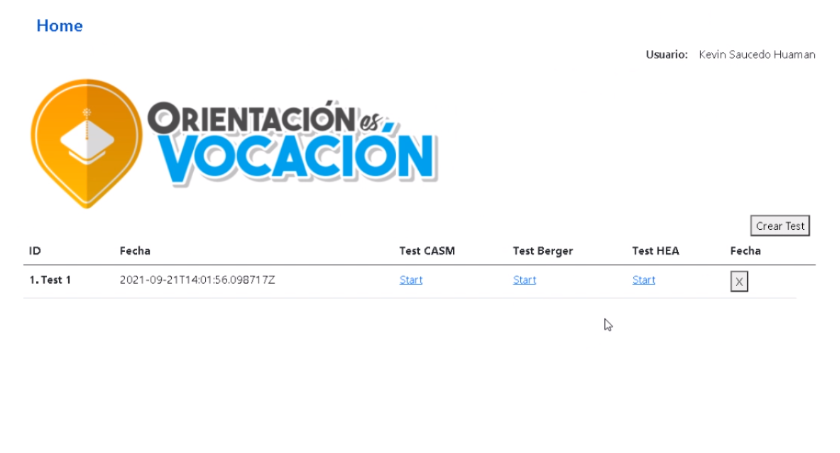 Home
Usuario: Kevin Saucedo Huaman
ORIENTACIÓN es
VOCACIÓN
Crear Test
ID Fecha Test CASM Test Berger Test HEA Fecha
1. Test 1 2021-09-21T14:01:56.098717Z Start Start Start X